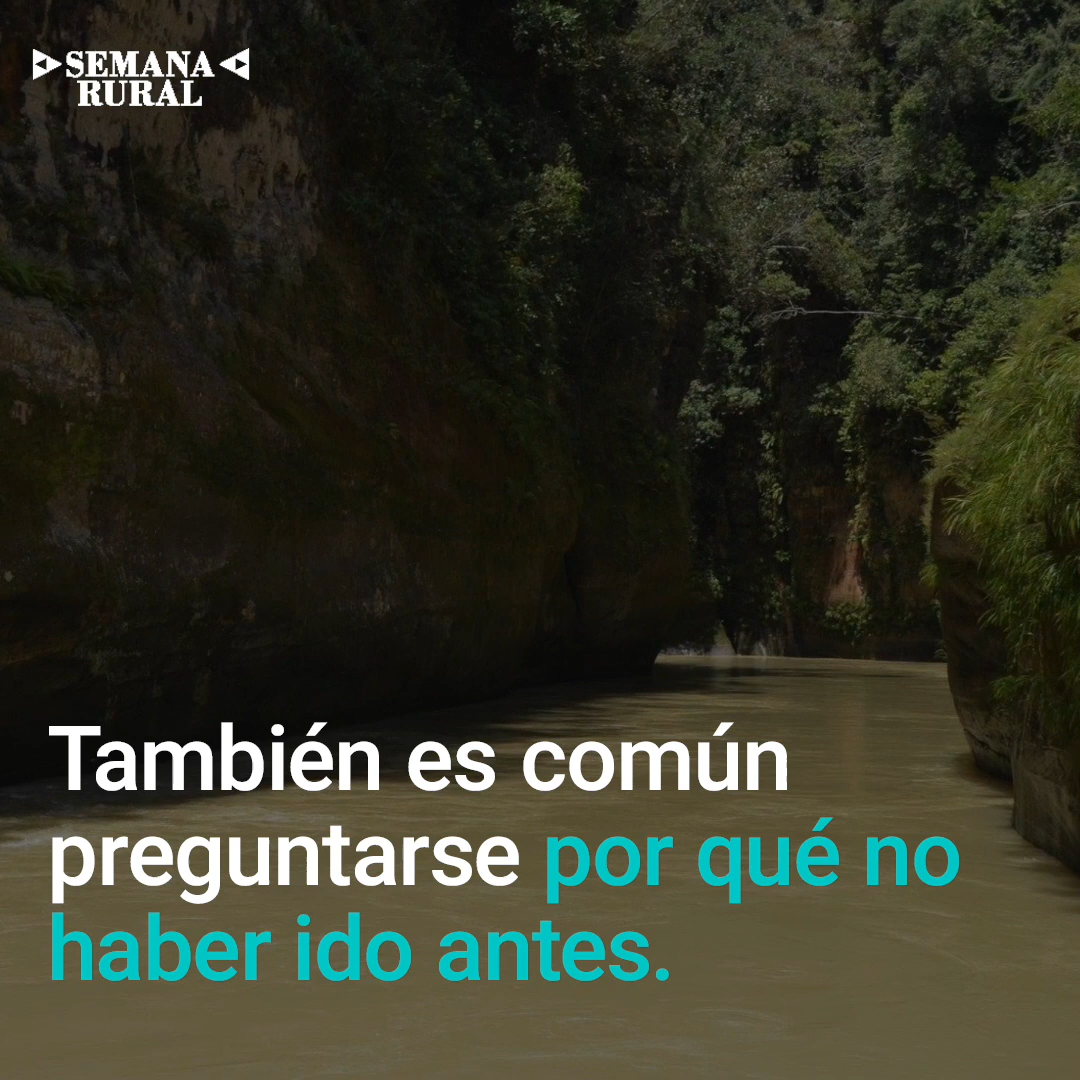 SEMANA
RURAL
También es común
preguntarse por qué no
haber ido antes.